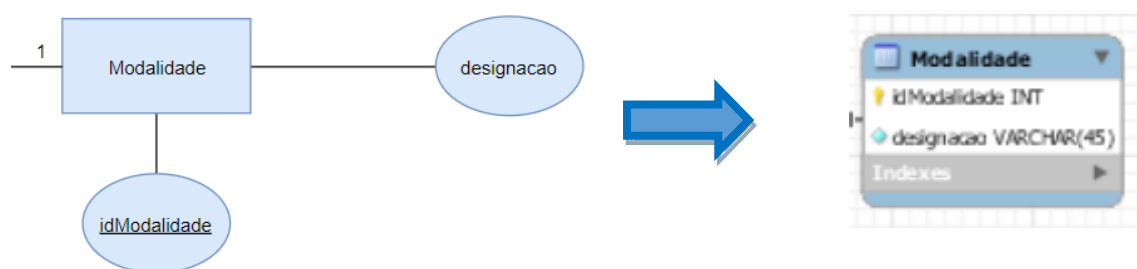 1
Modalidade
designacao
idModalidade
Modalidade
idModalidade INT
designacao VARCHAR(45)
Indexes